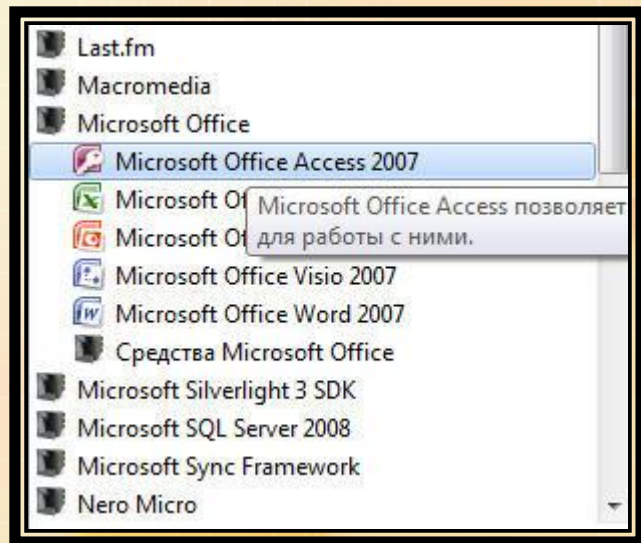 Last.fm
Macromedia
Microsoft Office
Microsoft Office Access 2007
Microsoft Of
Microsoft Office Access позволяет
Microsoft Of
для работы с ними.
Microsoft Office Visio 2007
Microsoft Office Word 2007
Средства Microsoft Office
Microsoft Silverlight 3 SDK
Microsoft SQL Server 2008
Microsoft Sync Framework
Nero Micro